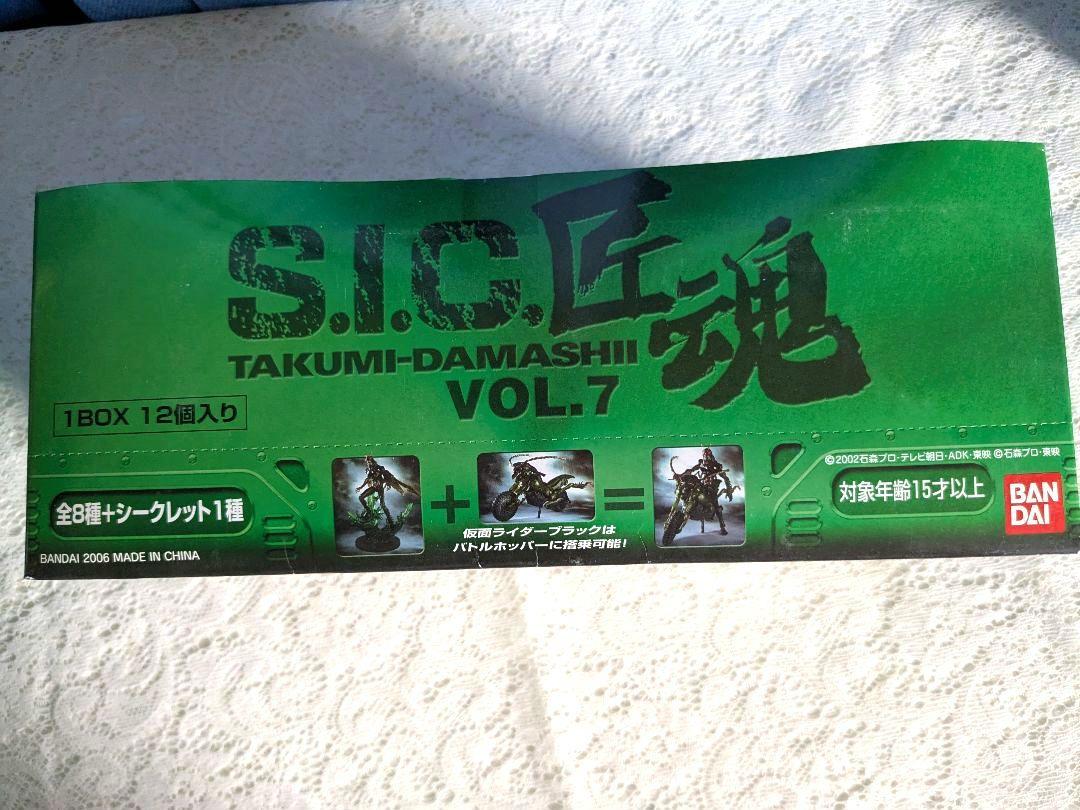 S.I.C.匠魂
TAKUMI-DAMASHII
VOL.7
1BOX 12個入り
©2002石森プロ・テレビ朝日・ADK・東映 ©石森プロ・東映
全8種+シークレット1種
+
=
対象年齢15才以上
BAN
DAI
仮面ライダーブラックは
バトルホッパーに搭乗可能!
BANDAI 2006 MADE IN CHINA